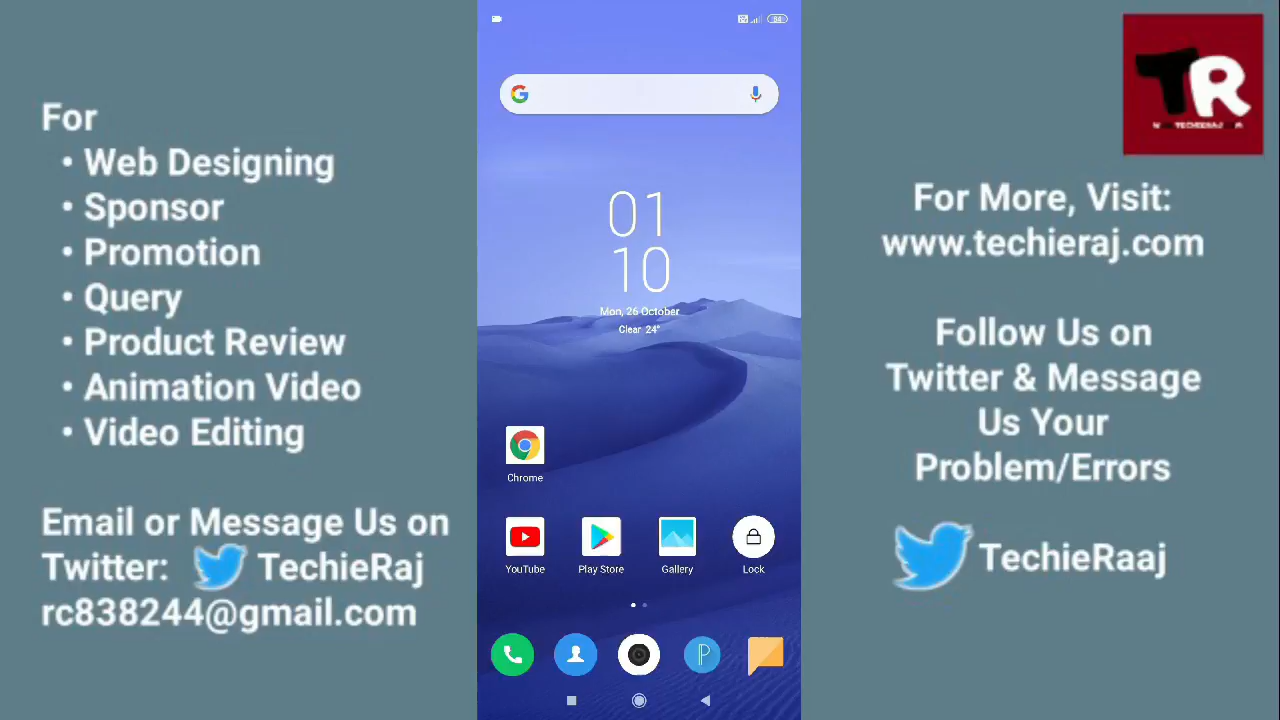 For
• Web Designing
• Sponsor
• Promotion
• Query
• Product Review
• Animation Video
• Video Editing
Email or Message Us on
Twitter: TechieRaj
rc838244@gmail.com
84
01
10
Mon, 26 October
Clear 24°
Chrome
YouTube
Play Store
Gallery
Lock
TR
For More, Visit:
www.techieraj.com
Follow Us on
Twitter & Message
Us Your
Problem/Errors
TechieRaaj